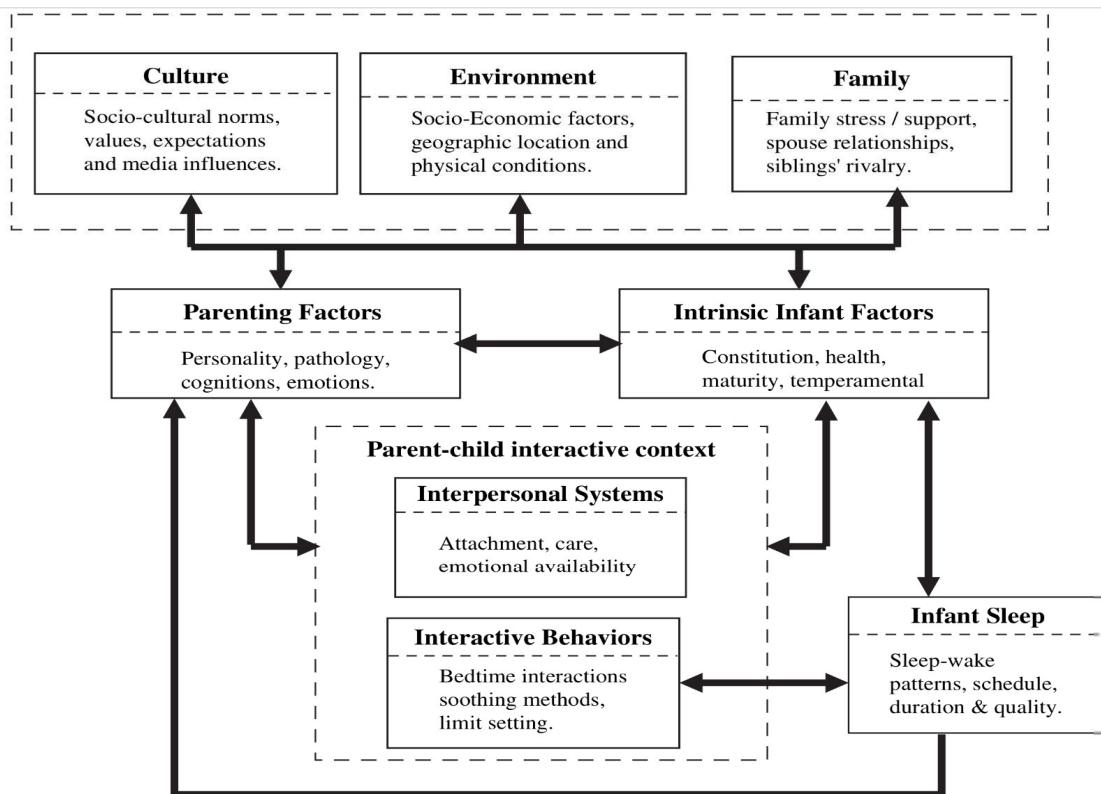 Culture
Socio-cultural norms,
values, expectations
and media influences.
Environment
Socio-Economic factors,
geographic location and
physical conditions.
Family
Family stress / support,
spouse relationships,
siblings' rivalry.
Parenting Factors
Personality, pathology,
cognitions, emotions.
Intrinsic Infant Factors
Constitution, health,
maturity, temperamental
Parent-child interactive context
Interpersonal Systems
Attachment, care,
emotional availability
Interactive Behaviors
Bedtime interactions
soothing methods,
limit setting.
Infant Sleep
Sleep-wake
patterns, schedule,
duration & quality.